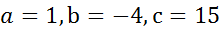 a = 1, b = −4, c = 15